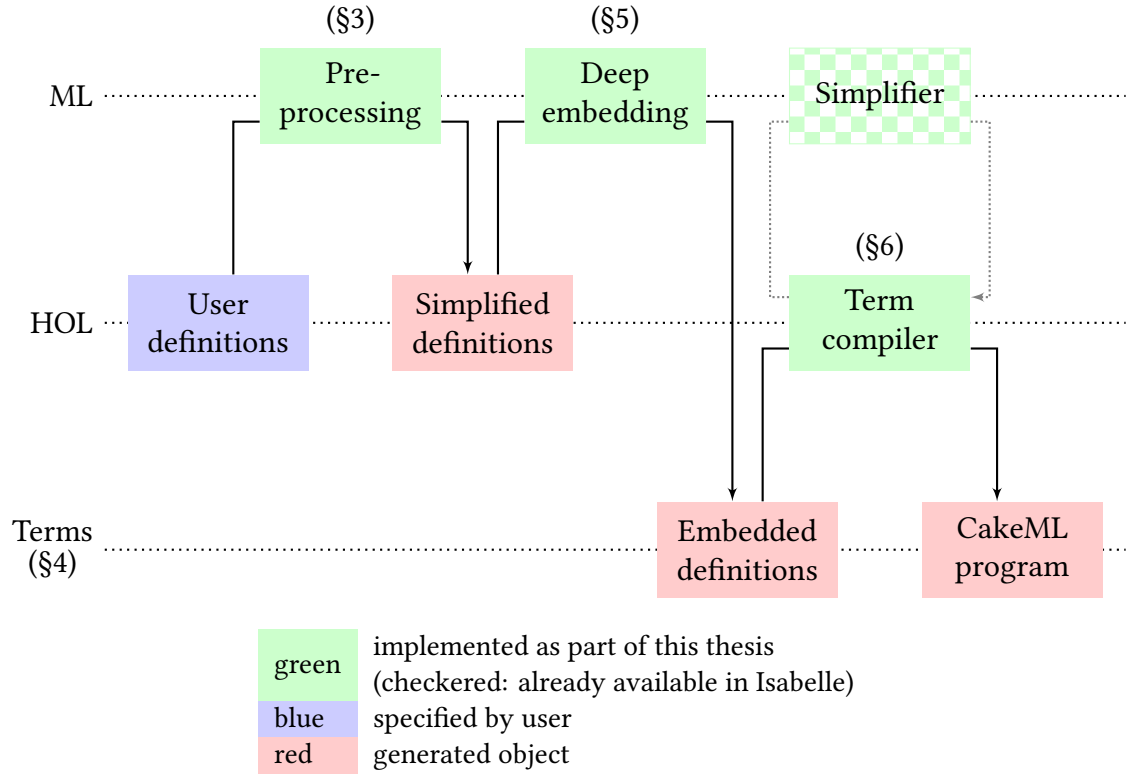 (§3)
(§5)
ML
Pre-
processing
Deep
embedding
Simplifier
(§6)
HOL
User
definitions
Simplified
definitions
Term
compiler
Terms
(§4)
Embedded
definitions
CakeML
program
green
implemented as part of this thesis
(checkered: already available in Isabelle)
blue
specified by user
red
generated object